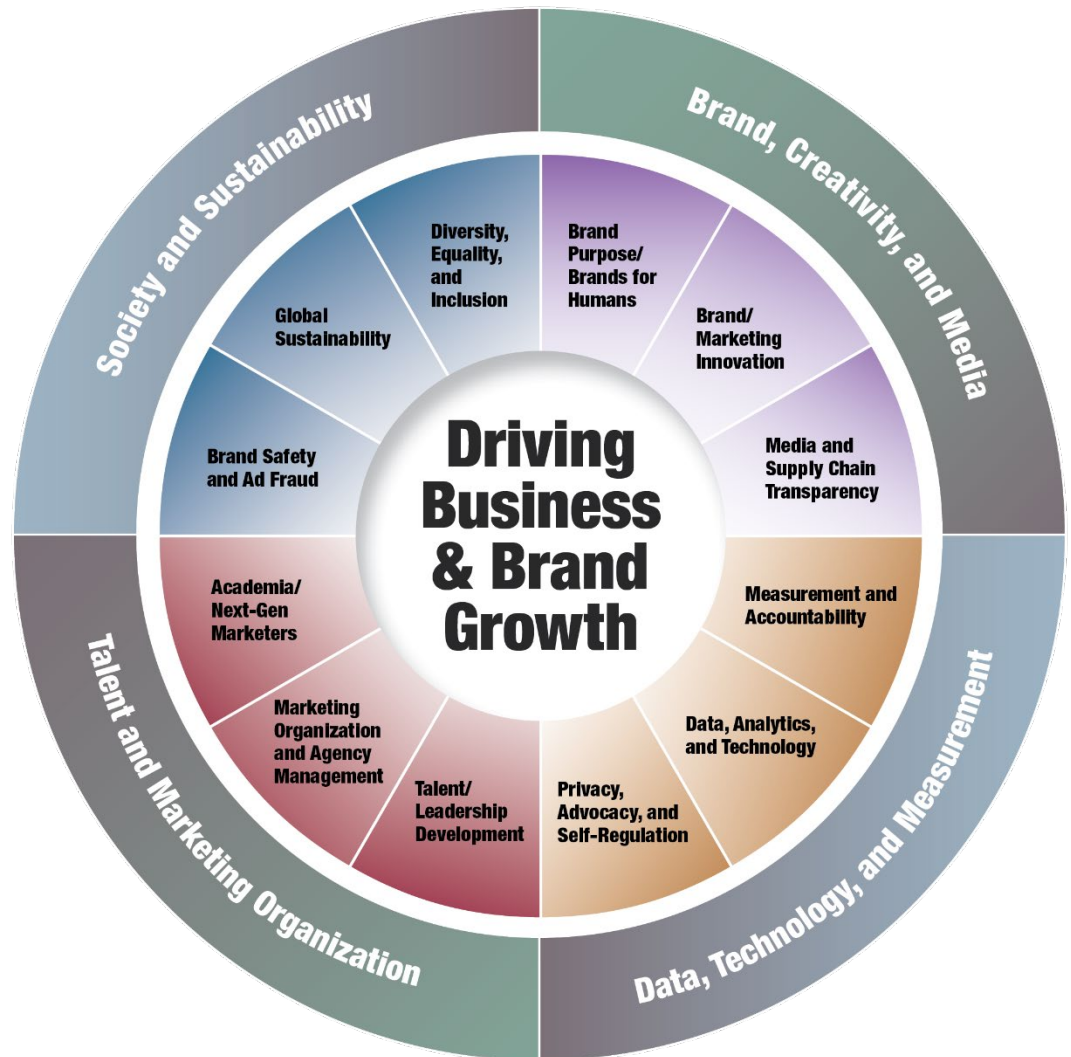 Society and Sustainability
Brand, Creativity, and Media
Diversity,
Equality,
and
Inclusion
Brand
Purpose/
Brands for
Humans
Global
Sustainability
Brand/
Marketing
Innovation
Brand Safety
and Ad Fraud
Media and
Supply Chain
Transparency
Driving
Business
& Brand
Growth
Academia/
Next-Gen
Marketers
Measurement and
Accountability
Marketing
Organization
and Agency
Management
Data, Analytics,
and Technology
Talent/
Leadership
Development
Privacy,
Advocacy, and
Self-Regulation
Talent and Marketing Organization
Data, Technology, and Measurement